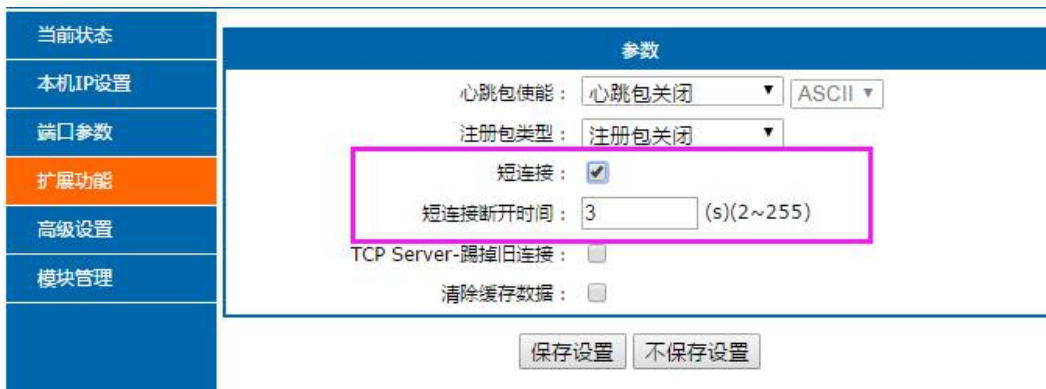 当前状态
本机IP设置
端口参数
扩展功能
高级设置
模块管理
参数
心跳包使能： 心跳包关闭 ASCII
注册包类型： 注册包关闭
短连接：
短连接断开时间： 3 (s)(2~255)
TCP Server-踢掉旧连接：
清除缓存数据：
保存设置 不保存设置